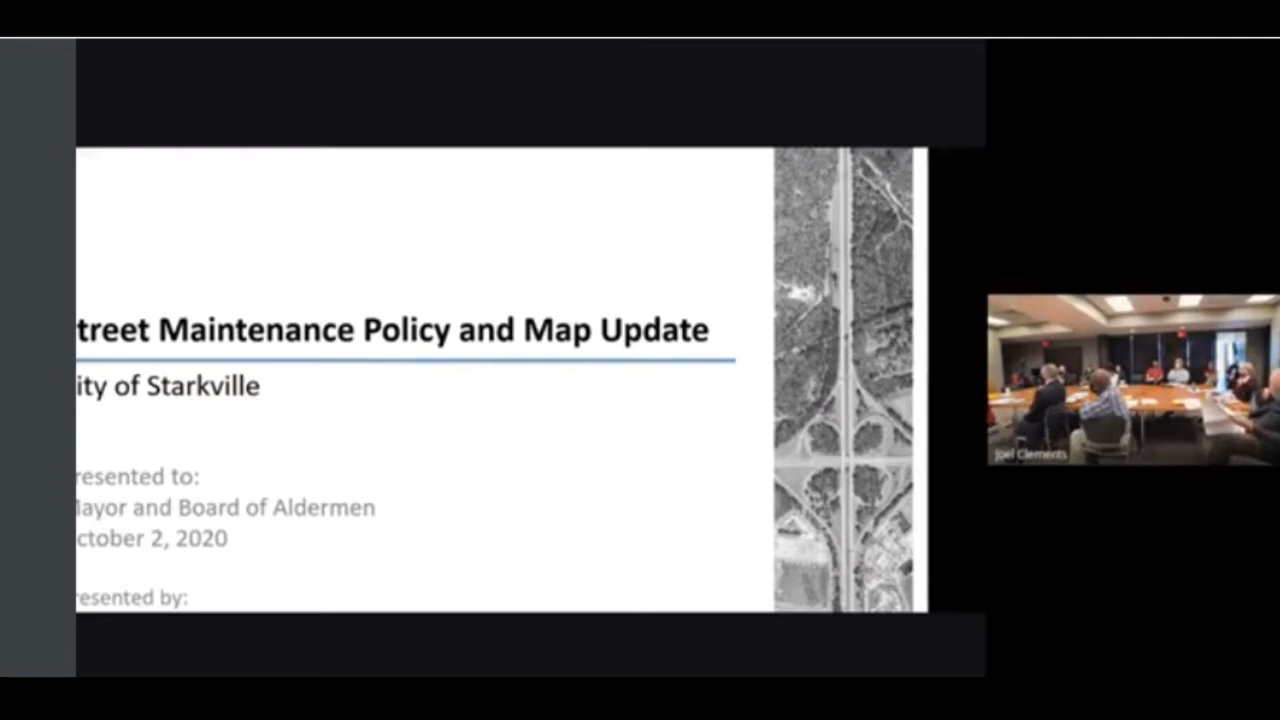 treet Maintenance Policy and Map Update
ity of Starkville
resented to:
ayor and Board of Aldermen
ctober 2, 2020
resented by:
Joel Clements